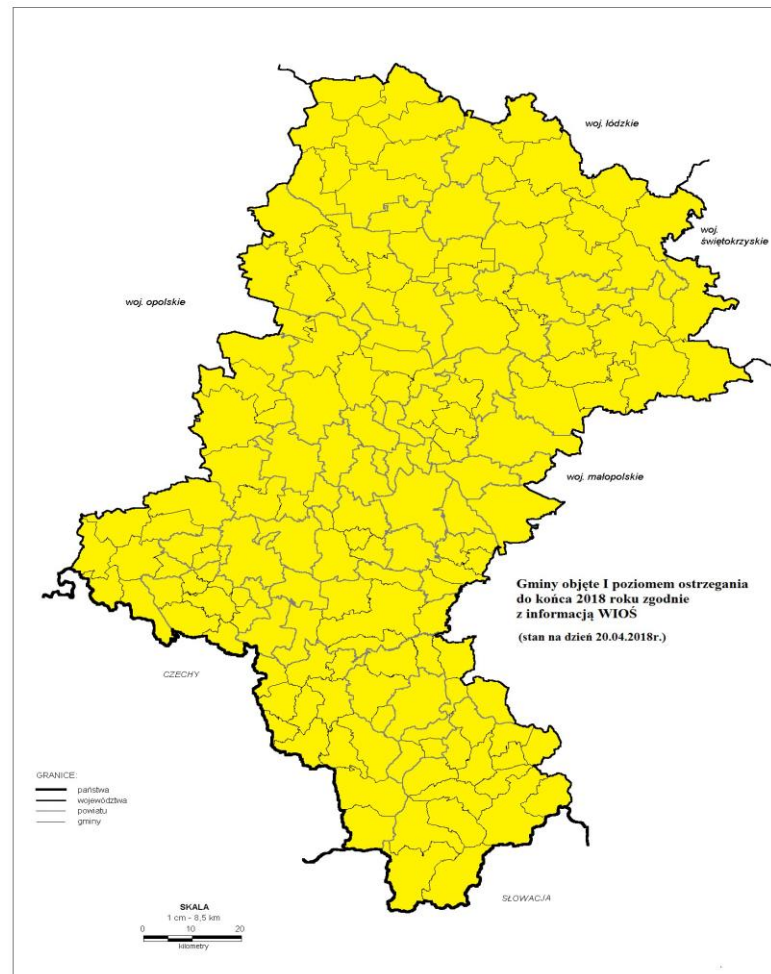 woj. łódzkie
woj.
świętokrzyskie
woj. opolskie
woj. małopolskie
Gminy objęte I poziomem ostrzegania
do końca 2018 roku zgodnie
z informacją WIOŚ
(stan na dzień 20.04.2018r.)
CZECHY
GRANICE:
państwa
województwa
powiatu
gminy
SŁOWACJA
SKALA
1 cm - 8,5 km
0 10 20
kilometry